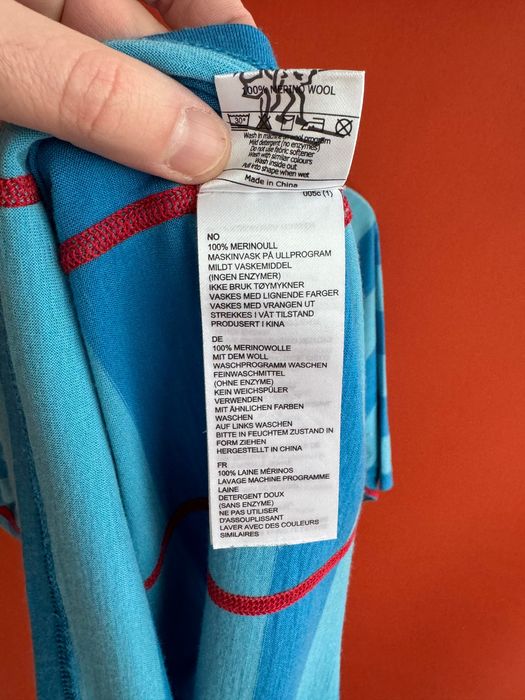 100% MERINO WOOL
30°
Wash in machine wool program
Mild detergent (no enzymes)
Do not use fabric softener
Wash with similar colours
Wash inside out
Pull into shape when wet
Made in China
005c (1)
NO
100% MERINOULL
MASKINVASK PÅ ULLPROGRAM
MILDT VASKEMIDDEL
(INGEN ENZYMER)
IKKE BRUK TØYMYKNER
VASKES MED LIGNENDE FARGER
VASKES MED VRANGEN UT
STREKKES I VÅT TILSTAND
PRODUSERT I KINA
DE
100% MERINOWOLLE
MIT DEM WOLL
WASCHPROGRAMM WASCHEN
FEINWASCHMITTEL
(OHNE ENZYME)
KEIN WEICHSPÜLER
VERWENDEN
MIT ÄHNLICHEN FARBEN
WASCHEN
AUF LINKS WASCHEN
BITTE IN FEUCHTEM ZUSTAND IN
FORM ZIEHEN
HERGESTELLT IN CHINA
FR
100% LAINE MÉRINOS
LAVAGE MACHINE PROGRAMME
LAINE
DETERGENT DOUX
(SANS ENZYME)
NE PAS UTILISER
D'ASSOUPLISSANT
LAVER AVEC DES COULEURS
SIMILAIRES